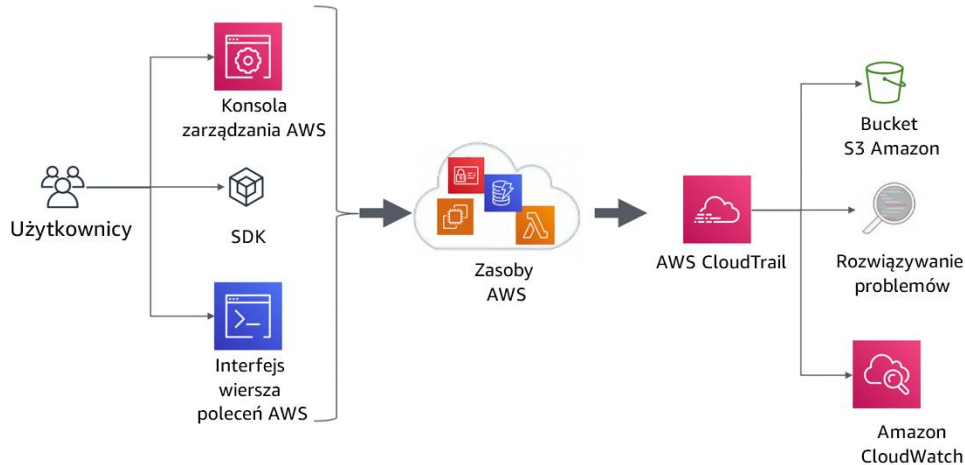 Konsola
zarządzania AWS
Użytkownicy
SDK
Interfejs
wiersza
poleceń AWS
Zasoby
AWS
AWS CloudTrail
Bucket
S3 Amazon
Rozwiązywanie
problemów
Amazon
CloudWatch